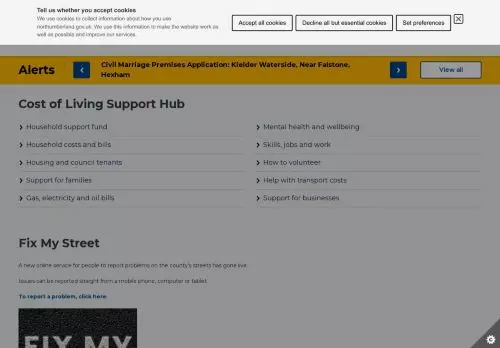 Tell us whether you accept cookies
We use cookies to collect information about how you use
northumberland.gov.uk. We use this information to make the website work as
well as possible and improve our services.
Accept all cookies
Decline all but essential cookies
Set preferences
Alerts
Civil Marriage Premises Application: Kielder Waterside, Near Falstone,
Hexham
View all
Cost of Living Support Hub
Household support fund
Household costs and bills
Housing and council tenants
Support for families
Gas, electricity and oil bills
Mental health and wellbeing
Skills, jobs and work
How to volunteer
Help with transport costs
Support for businesses
Fix My Street
A new online service for people to report problems on the county's streets has gone live.
Issues can be reported straight from a mobile phone, computer or tablet.
To report a problem, click here.
FIX MY